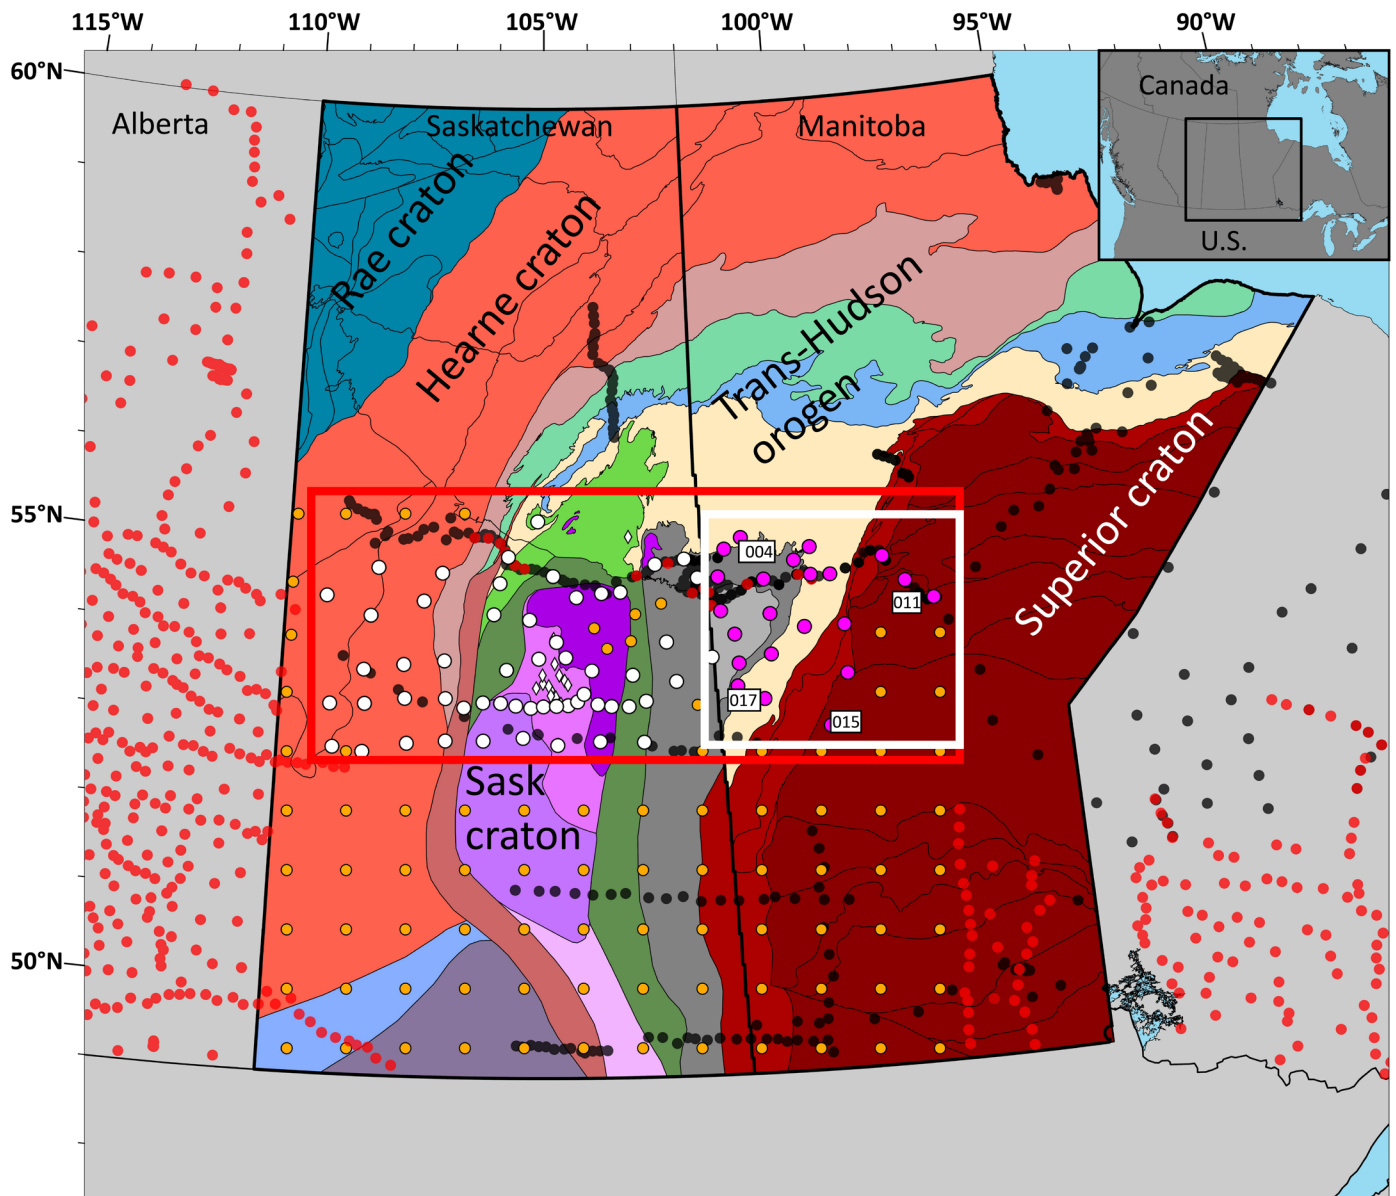 115°W 110°W 105°W 100°W 95°W 90°W
60°N
Canada
Alberta
Saskatchewan
Manitoba
Rae craton
U.S.
Hearne craton
Trans-Hudson
orogen
Superior craton
55°N
004
011
017
015
Sask
craton
50°N